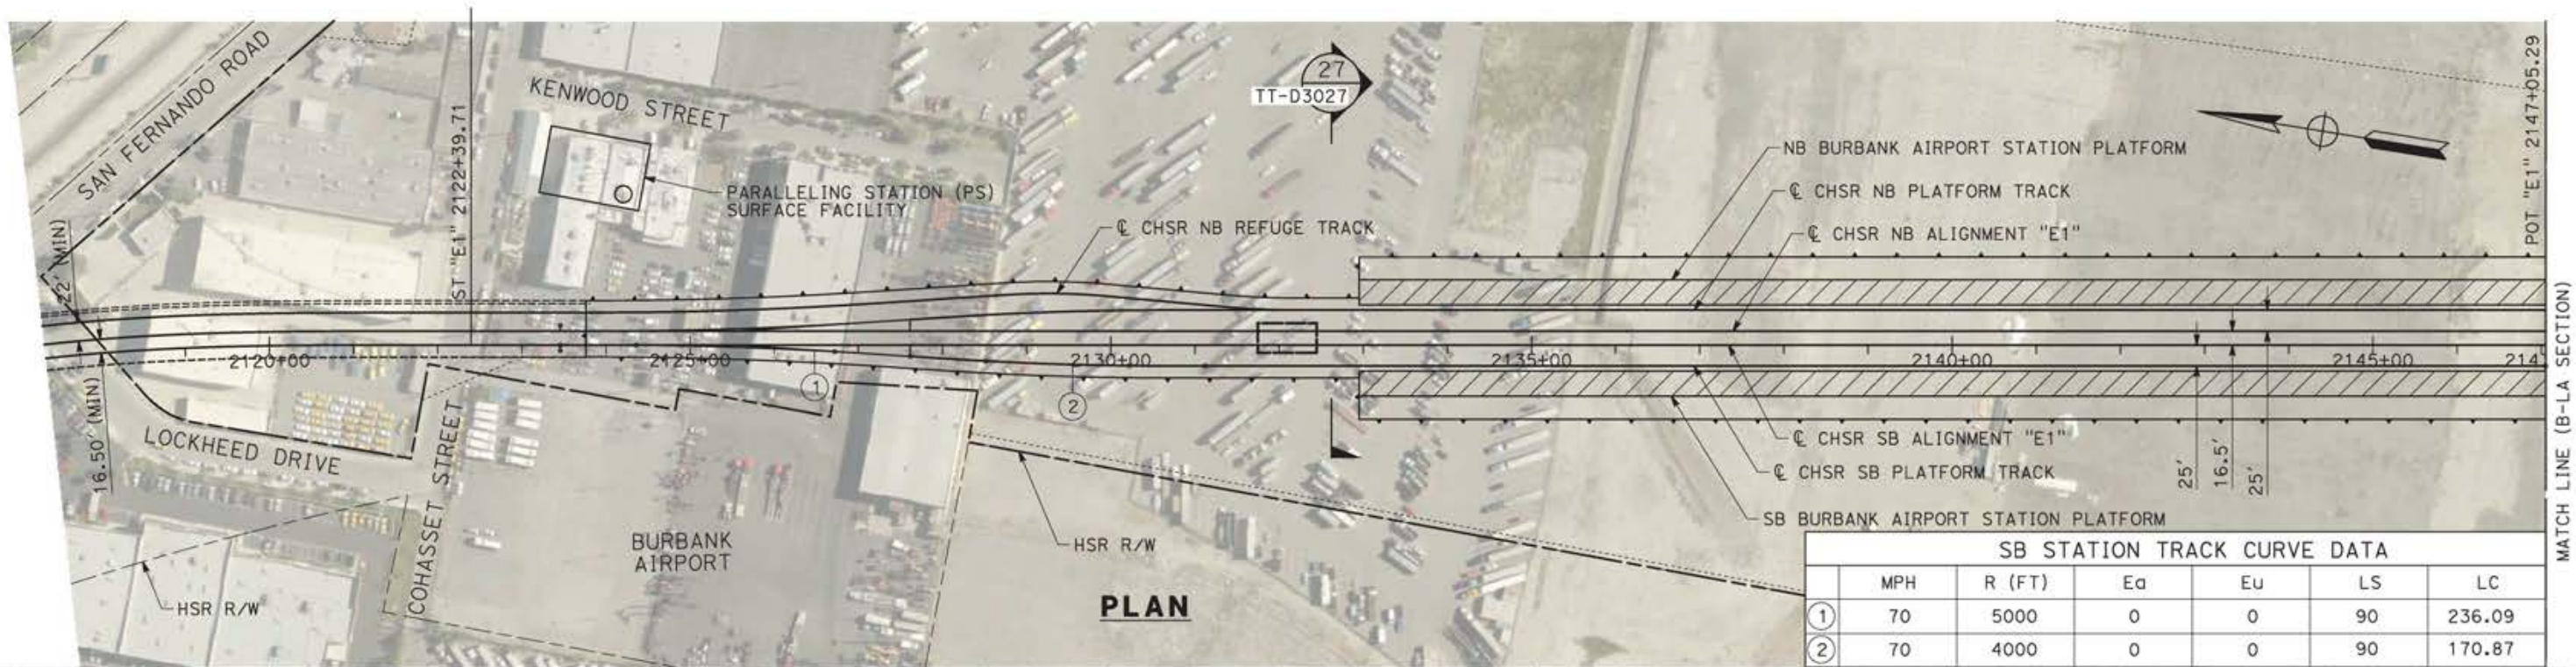 SAN FERNANDO ROAD
22' (MIN)
16.50' (MIN)
LOCKHEED DRIVE
HSR R/W
COHASSET STREET
ST "E1" 2122+39.71
KENWOOD STREET
PARALLELING STATION (PS)
SURFACE FACILITY
℄ CHSR NB REFUGE TRACK
27
TT-D3027
2120+00
2125+00
2130+00
2135+00
2140+00
2145+00
214
1
2
BURBANK
AIRPORT
HSR R/W
PLAN
NB BURBANK AIRPORT STATION PLATFORM
℄ CHSR NB PLATFORM TRACK
℄ CHSR NB ALIGNMENT "E1"
℄ CHSR SB ALIGNMENT "E1"
℄ CHSR SB PLATFORM TRACK
SB BURBANK AIRPORT STATION PLATFORM
25'
16.5'
25'
POT "E1" 2147+05.29
MATCH LINE (B-LA SECTION)
SB STATION TRACK CURVE DATA
MPH R (FT) Ea Eu LS LC
1 70 5000 0 0 90 236.09
2 70 4000 0 0 90 170.87